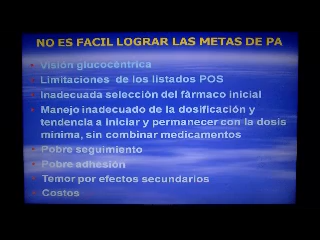 NO ES FACIL LOGRAR LAS METAS DE PA
• Visión glucocéntrica
• Limitaciones de los listados POS
• Inadecuada selección del fármaco inicial
• Manejo inadecuado de la dosificación y
tendencia a iniciar y permanecer con la dosis
mínima, sin combinar medicamentos
• Pobre seguimiento
• Pobre adhesión
• Temor por efectos secundarios
• Costos